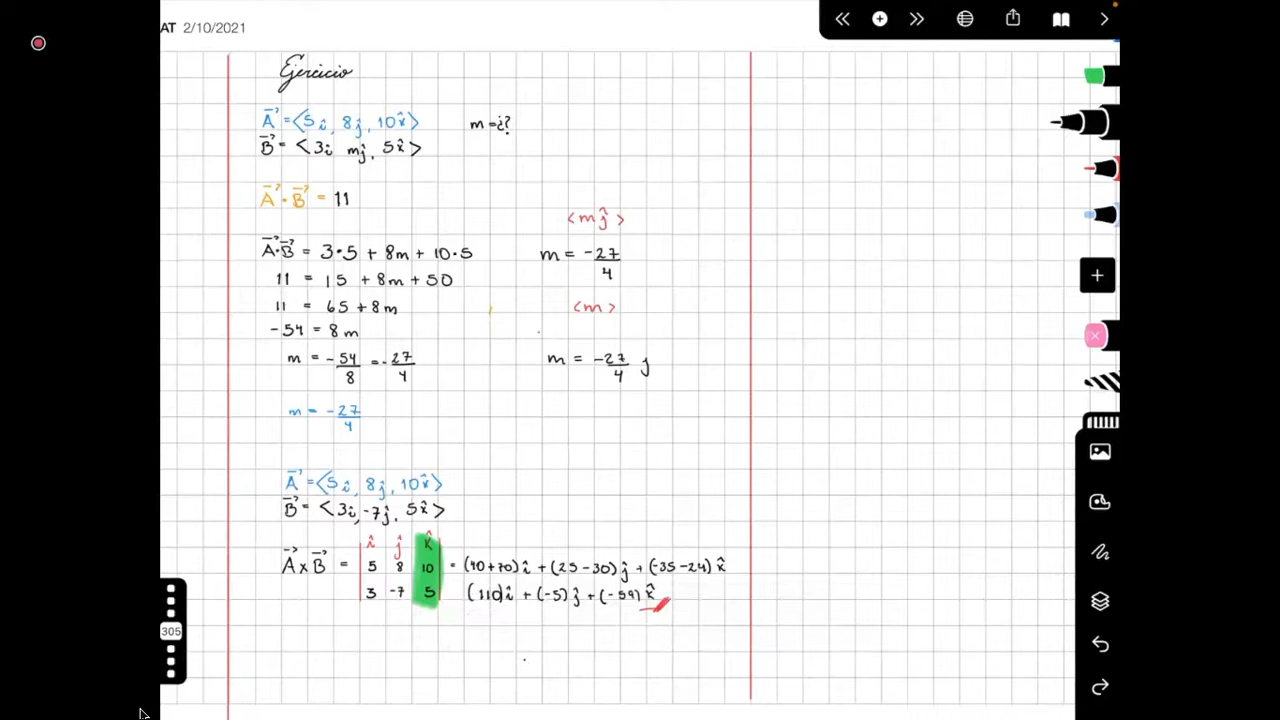 AT 2/10/2021
Ejercicio
A⃗ = ⟨5i, 8j, 10k̂⟩ m = ¿?
B⃗ = <3i mj, 5k̂>
A⃗ · B⃗ = 11
<mĵ>
A⃗·B⃗ = 3•5 + 8m + 10·5 m = -27/4
11 = 15 + 8m + 50
11 = 65 + 8m <m>
-54 = 8m
m = -54/8 = -27/4 m = -27/4 j
m = -27/4
A⃗ = ⟨5i, 8j, 10k̂⟩
B⃗ = <3i, -7j, 5k̂>
î ĵ k̂
A⃗ x B⃗ = | 5 8 10 | = (40+70)î + (25-30)ĵ + (-35-24)k̂
3 -7 5 (110)î + (-5)ĵ + (-59)k̂
305